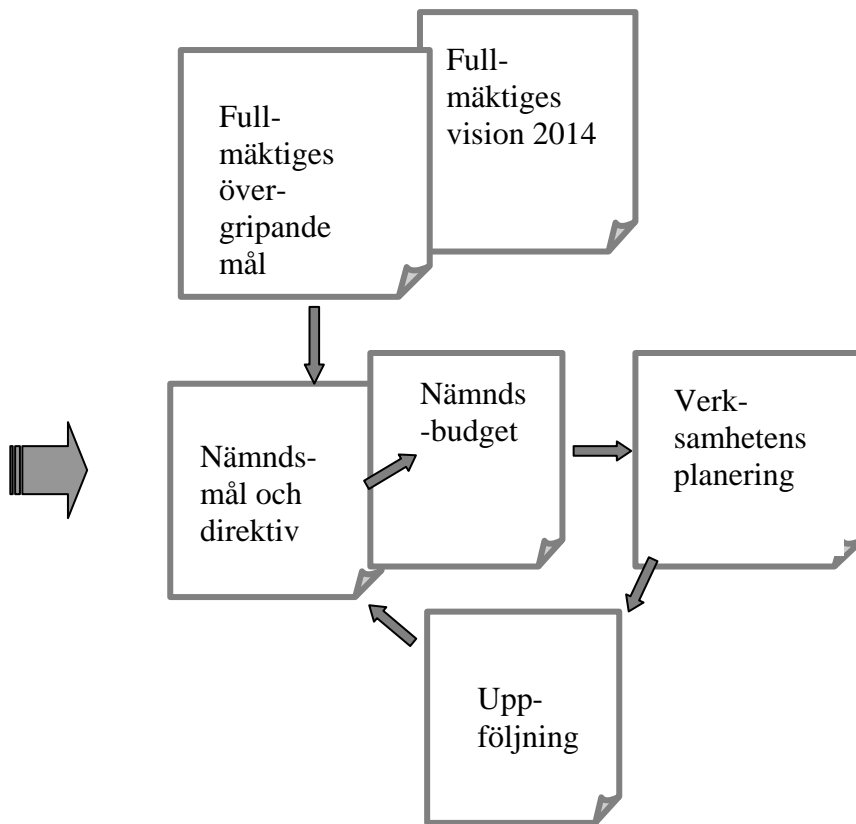 Full-
mäktiges
över-
gripande
mål
Full-
mäktiges
vision 2014
Nämnds-
mål och
direktiv
Nämnds
-budget
Verk-
samhetens
planering
Upp-
följning